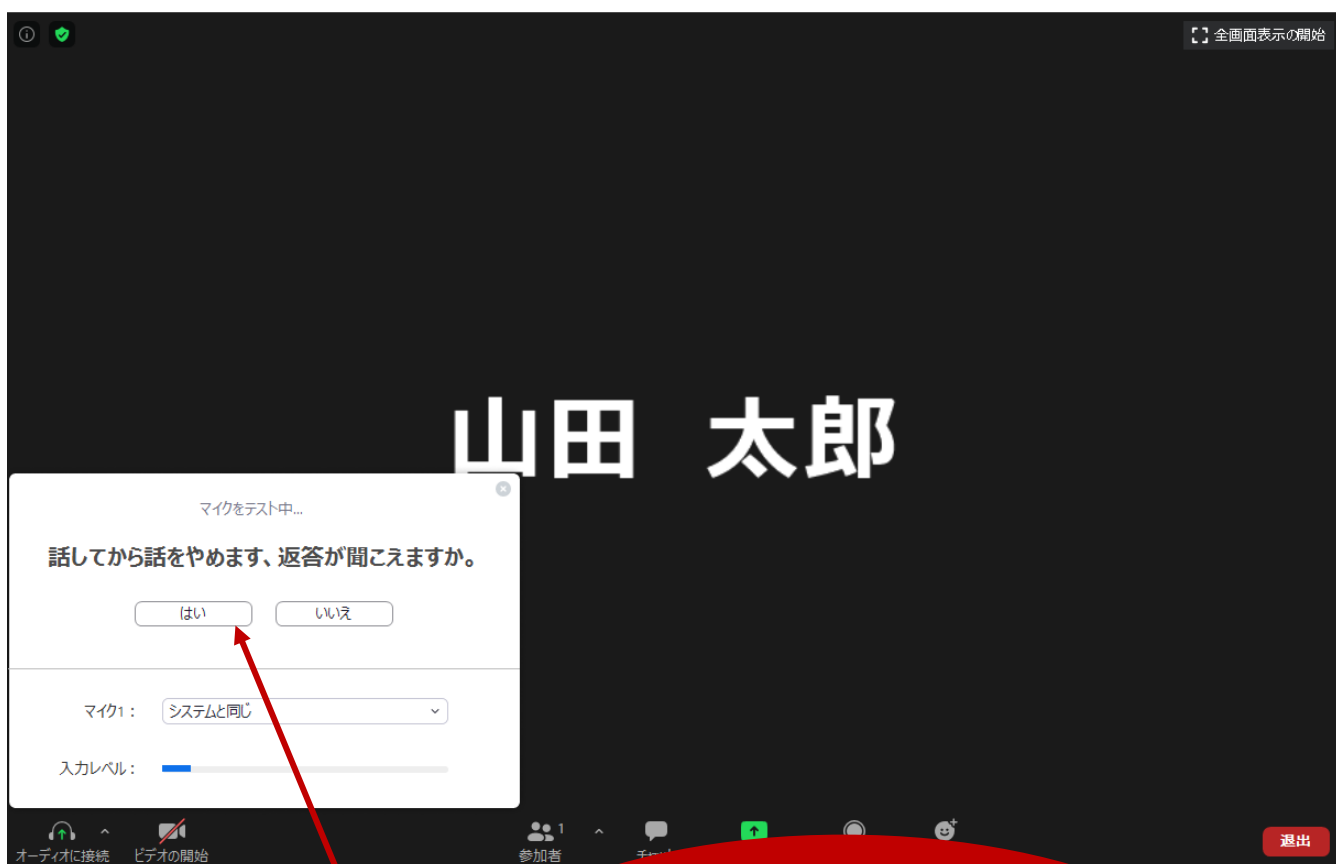 全画面表示の開始
山田 太郎
マイクをテスト中...
話してから話をやめます、返答が聞こえますか。
はい
いいえ
マイク1：
システムと同じ
入力レベル：
オーディオに接続
ビデオの開始
1
参加者
退出